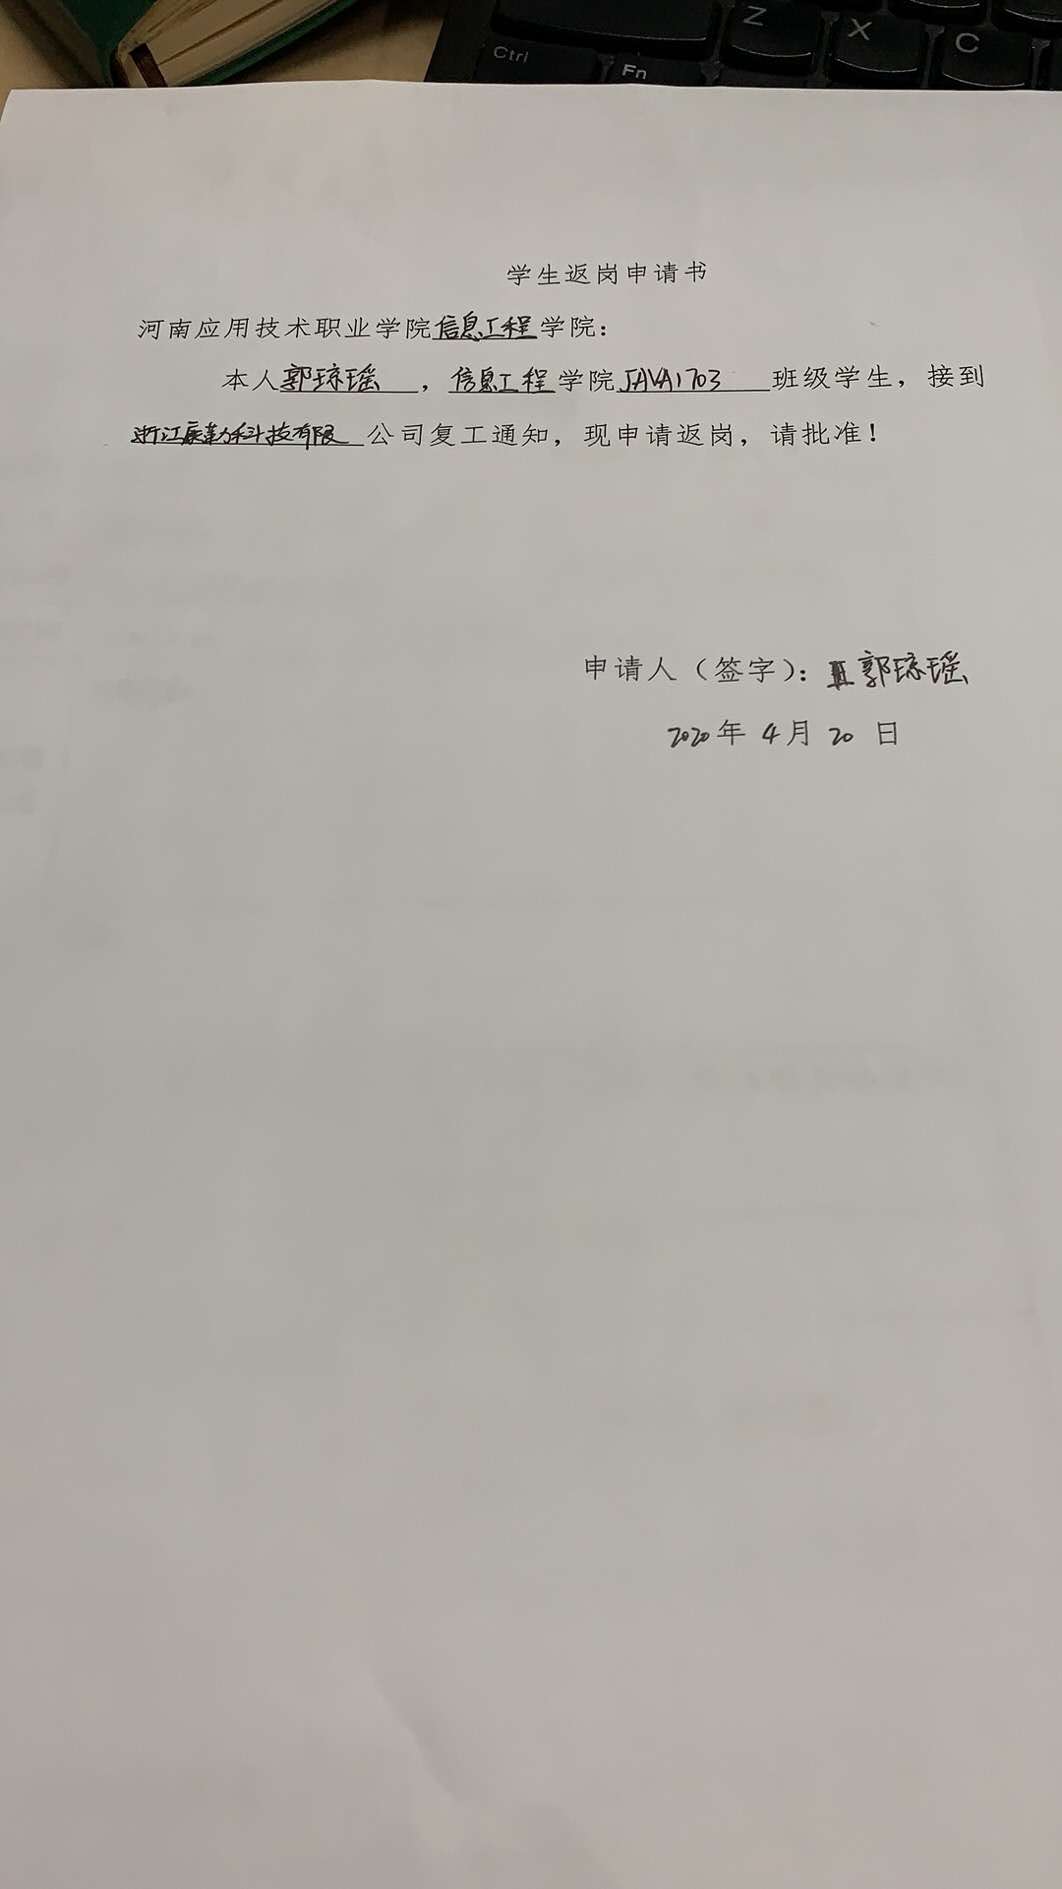 Z
X
C
Ctrl
Fn
学生返岗申请书
河南应用技术职业学院信息工程学院：
本人郭琼瑶，信息工程学院JAVA1703班级学生，接到
浙江辰勤科技有限公司复工通知，现申请返岗，请批准！
申请人（签字）：郭琼瑶
2020年4月20日